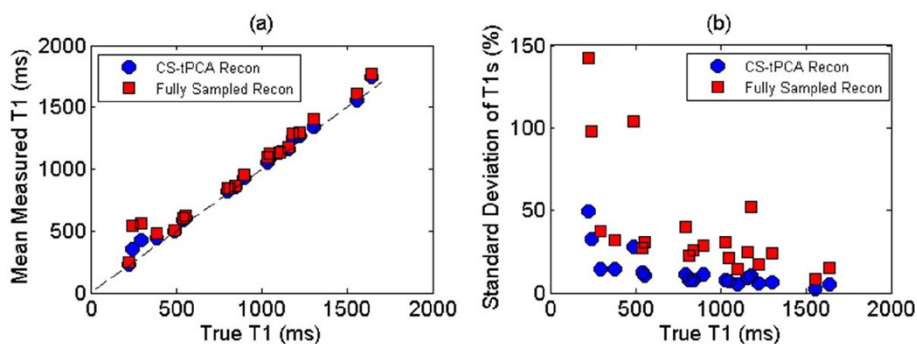 (a)
Mean Measured T1 (ms)
2000
1500
1000
500
0
CS-tPCA Recon
Fully Sampled Recon
0 500 1000 1500 2000
True T1 (ms)
(b)
Standard Deviation of T1s (%)
150
100
50
0
CS-tPCA Recon
Fully Sampled Recon
0 500 1000 1500 2000
True T1 (ms)